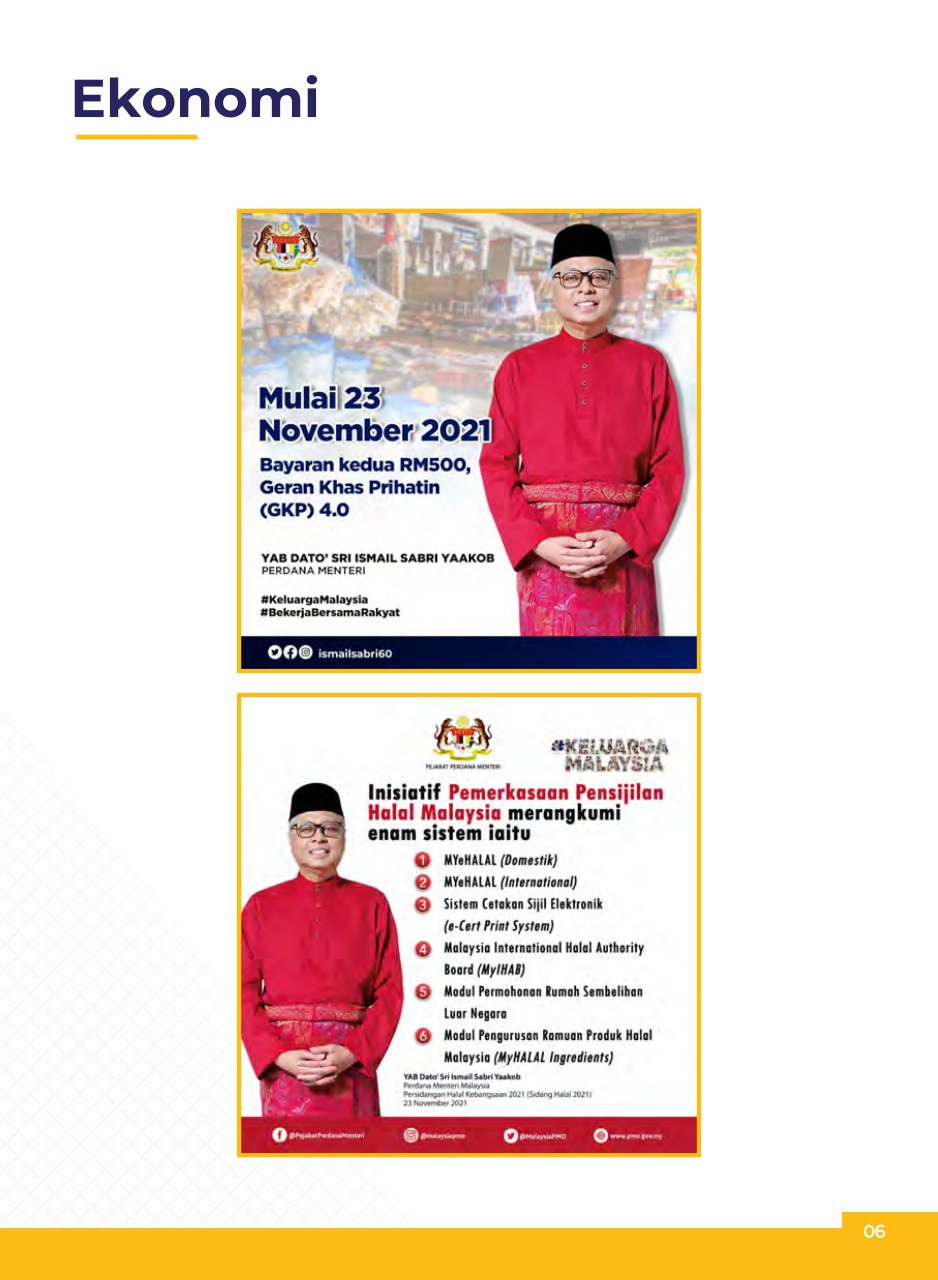 Ekonomi
Mulai 23
November 2021
Bayaran kedua RM500,
Geran Khas Prihatin
(GKP) 4.0
YAB DATO' SRI ISMAIL SABRI YAAKOB
PERDANA MENTERI
#KeluargaMalaysia
#BekerjaBersamaRakyat
ismailsabri60
PEJABAT PERDANA MENTERI
#KELUARGA
MALAYSIA
Inisiatif Pemerkasaan Pensijilan
Halal Malaysia merangkumi
enam sistem iaitu
1 MYeHALAL (Domestik)
2 MYeHALAL (International)
3 Sistem Cetakan Sijil Elektronik
(e-Cert Print System)
4 Malaysia International Halal Authority
Board (MyIHAB)
5 Modul Permohonan Rumah Sembelihan
Luar Negara
6 Modul Pengurusan Ramuan Produk Halal
Malaysia (MyHALAL Ingredients)
YAB Dato' Sri Ismail Sabri Yaakob
Perdana Menteri Malaysia
Persidangan Halal Kebangsaan 2021 (Sidang Halal 2021)
23 November 2021
@PejabatPerdanaMenteri @malaysiapmo @MalaysiaPMO www.pmo.gov.my
06